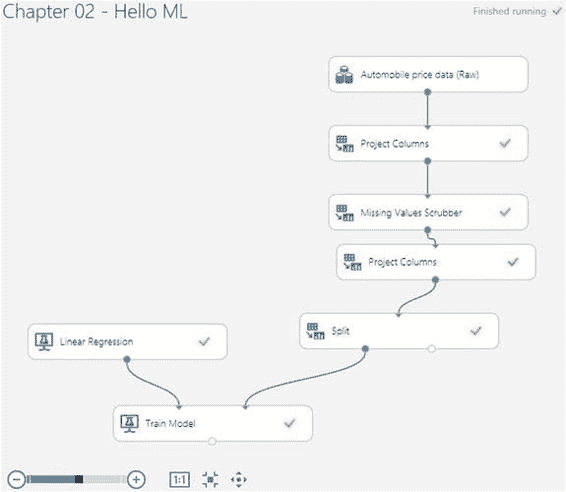 Chapter 02 - Hello ML
Finished running
Automobile price data (Raw)
Project Columns
Missing Values Scrubber
Project Columns
Split
Linear Regression
Train Model
1:1